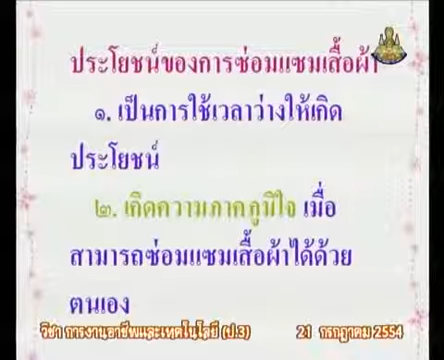 ประโยชน์ของการซ่อมแซมเสื้อผ้า
๑. เป็นการใช้เวลาว่างให้เกิด
ประโยชน์
๒. เกิดความภาคภูมิใจ เมื่อ
สามารถซ่อมแซมเสื้อผ้าได้ด้วย
ตนเอง
วิชา การงานอาชีพและเทคโนโลยี (ป.3) 21 กรกฎาคม 2554